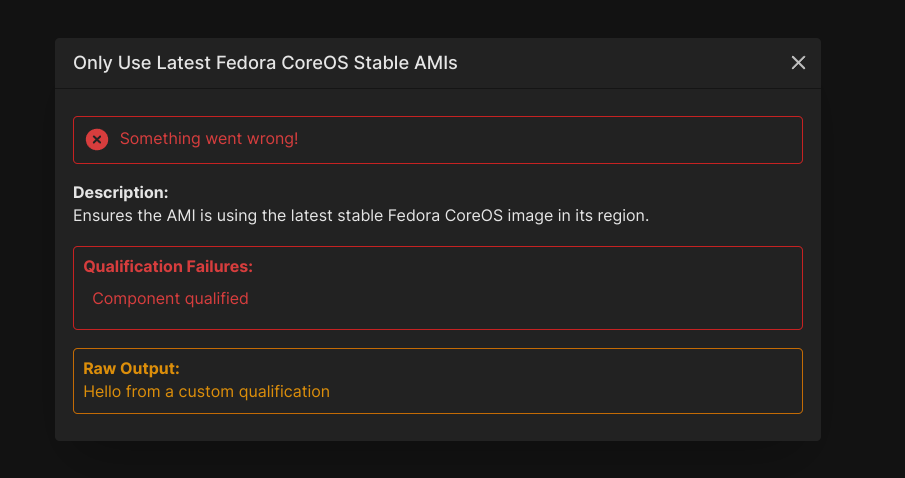 Only Use Latest Fedora CoreOS Stable AMIs
Something went wrong!
Description:
Ensures the AMI is using the latest stable Fedora CoreOS image in its region.
Qualification Failures:
Component qualified
Raw Output:
Hello from a custom qualification